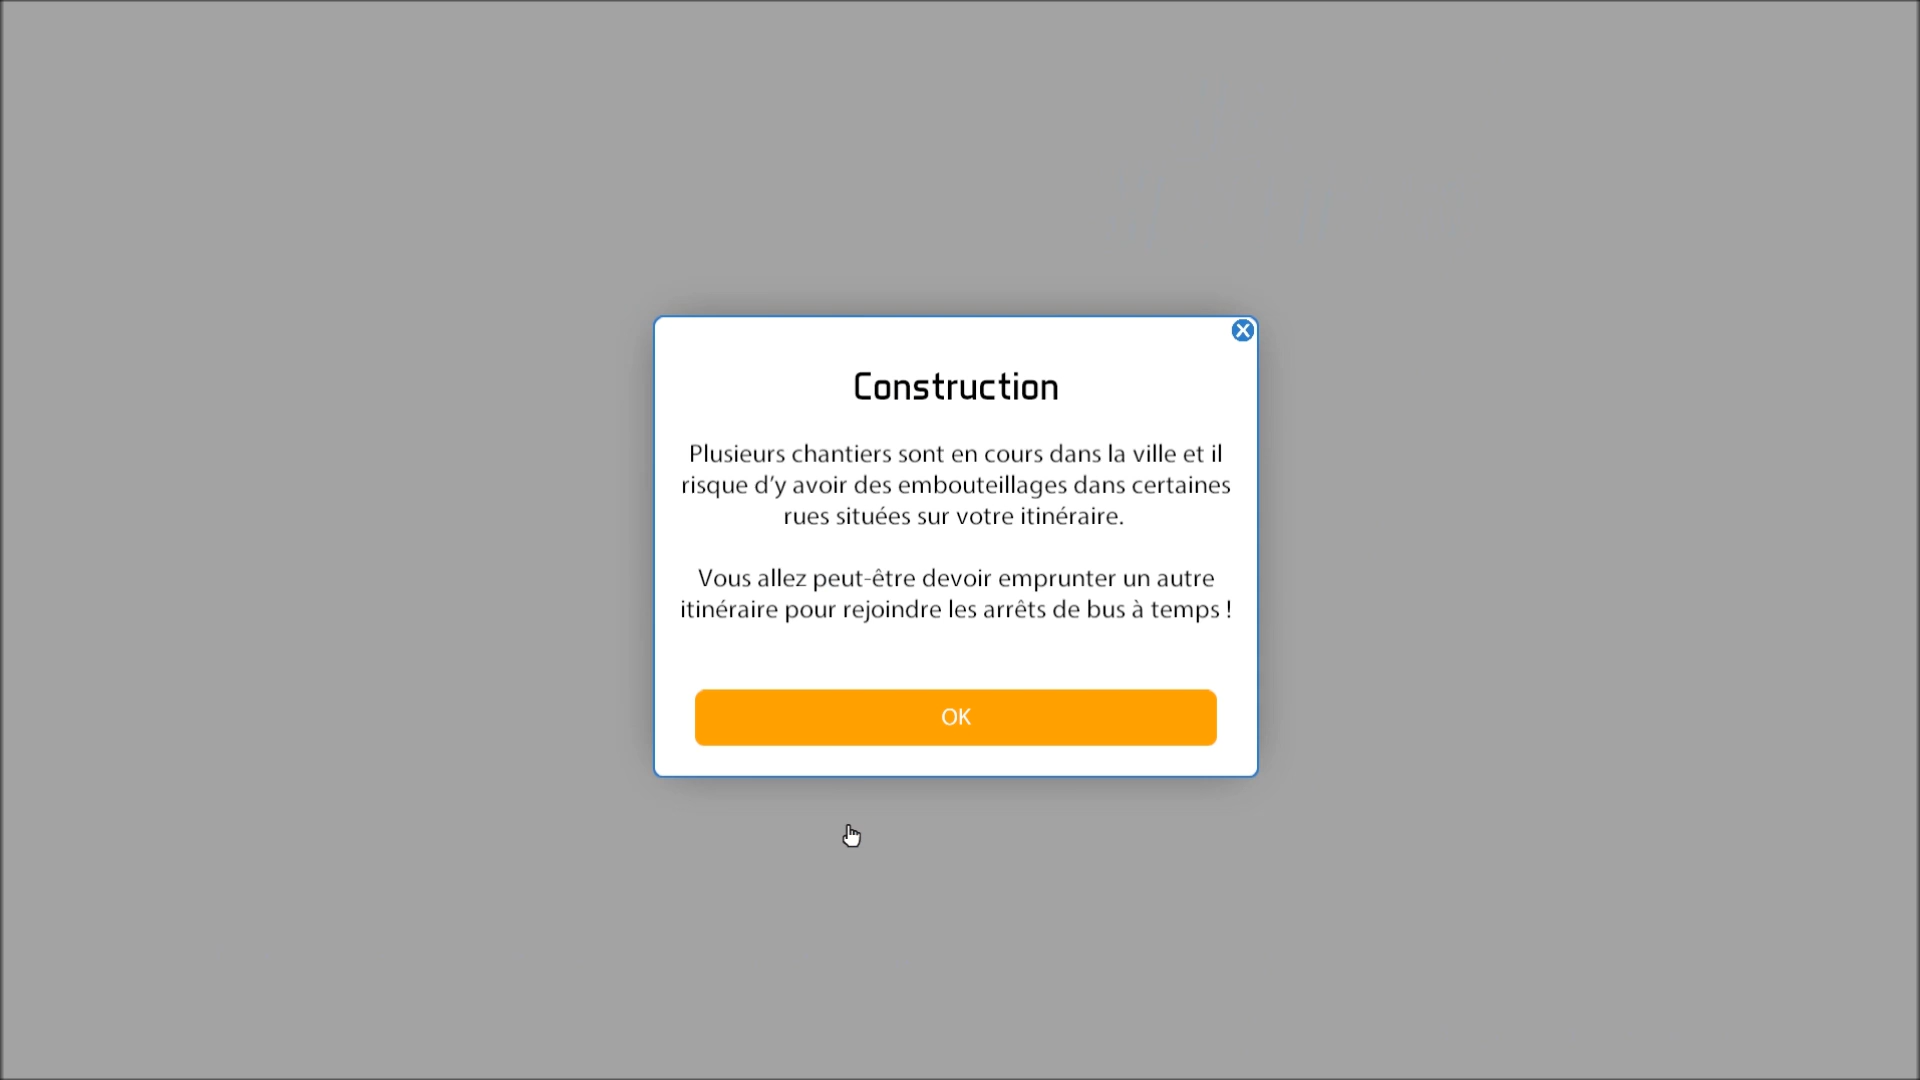 Construction
Plusieurs chantiers sont en cours dans la ville et il
risque d’y avoir des embouteillages dans certaines
rues situées sur votre itinéraire.
Vous allez peut-être devoir emprunter un autre
itinéraire pour rejoindre les arrêts de bus à temps !
OK